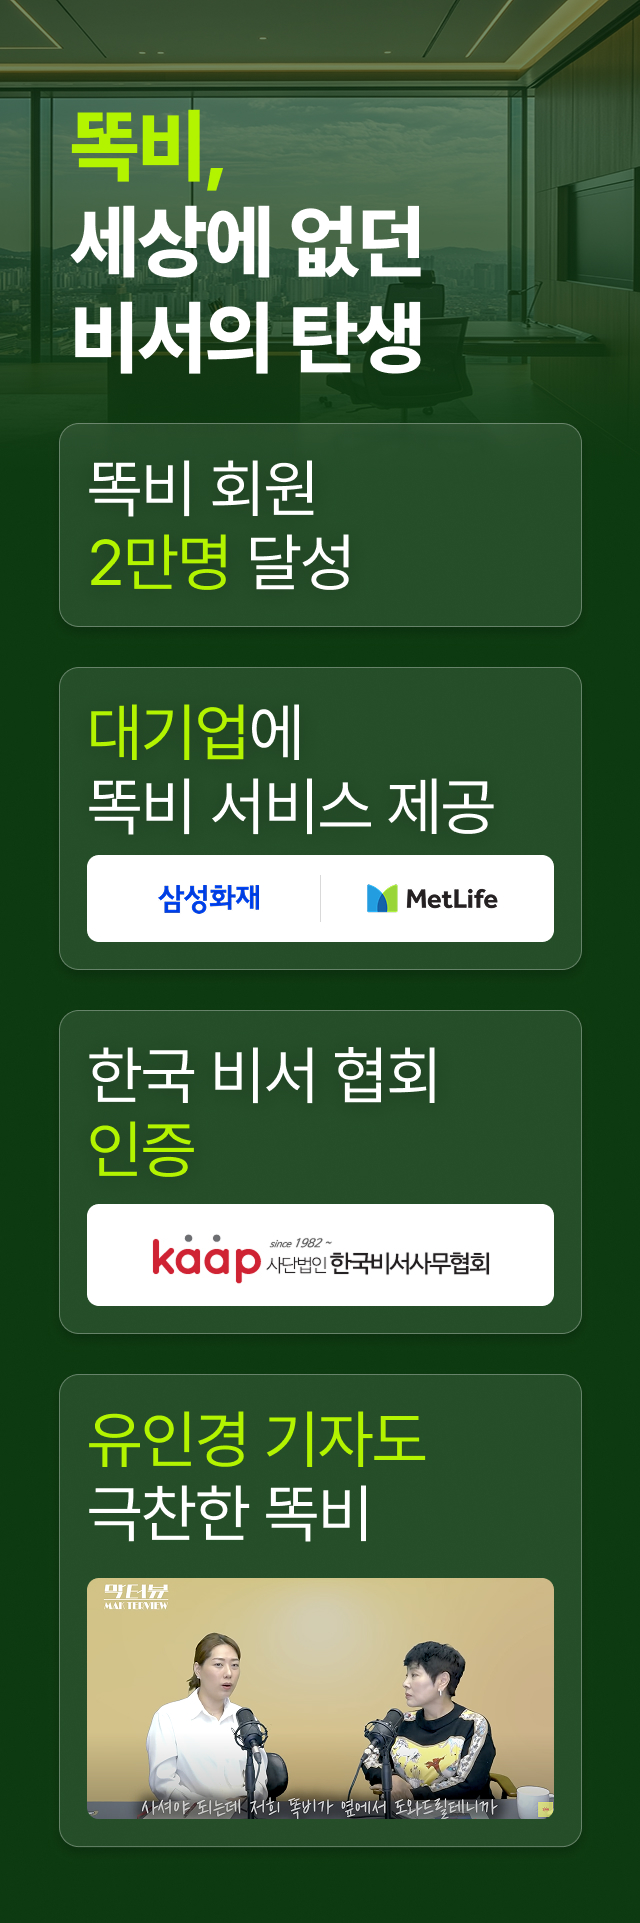 똑비,
세상에 없던
비서의 탄생
똑비 회원
2만명 달성
대기업에
똑비 서비스 제공
삼성화재
MetLife
한국 비서 협회
인증
since 1982 ~
kaap 사단법인 한국비서사무협회
유인경 기자도
극찬한 똑비
막터뷰
MAK TERVIEW
사셔야 되는데 저희 똑비가 옆에서 도와드릴테니까